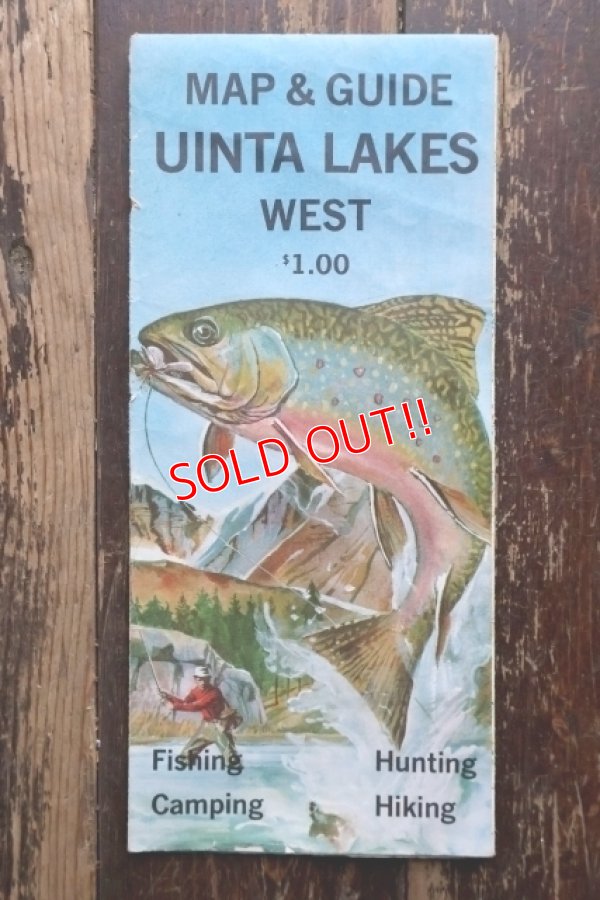 MAP & GUIDE
UINTA LAKES
WEST
$1.00
SOLD OUT!!
Fishing Hunting
Camping Hiking